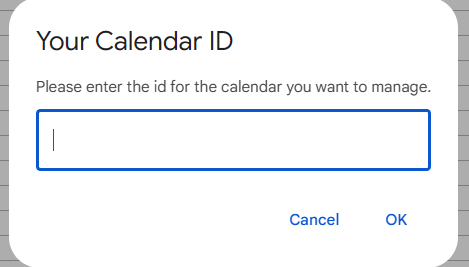 Your Calendar ID
Please enter the id for the calendar you want to manage.
Cancel
OK